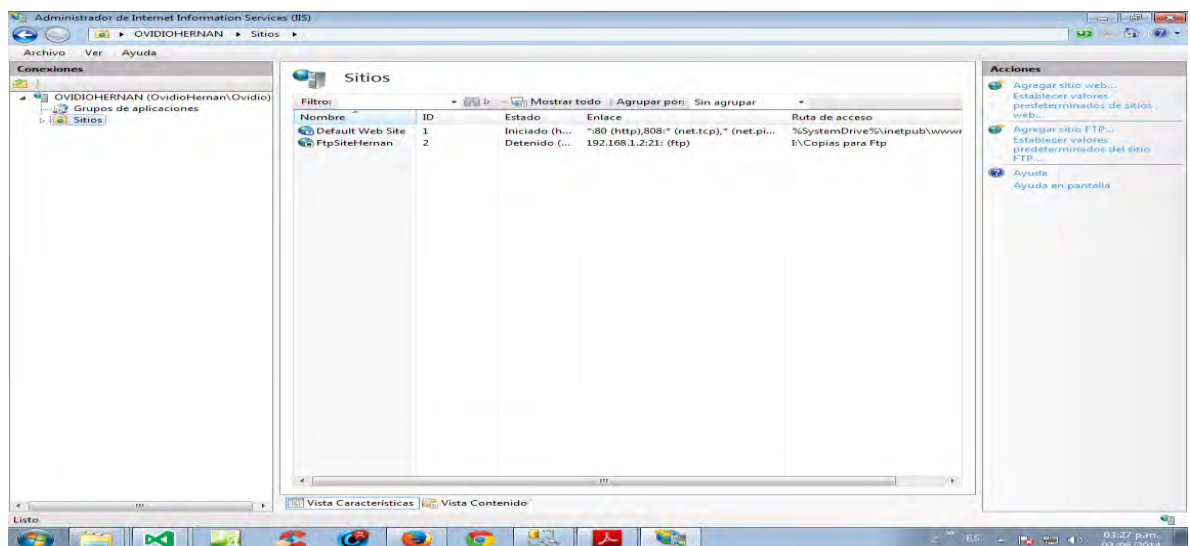 Administrador de Internet Information Services (IIS)
OVIDIOHERNAN Sitios
Archivo Ver Ayuda
Conexiones
OVIDIOHERNAN (OvidioHernan\Ovidio)
Grupos de aplicaciones
Sitios
Sitios
Filtro: Ir Mostrar todo Agrupar por: Sin agrupar
Nombre ID Estado Enlace Ruta de acceso
Default Web Site 1 Iniciado (h... *:80 (http),808:* (net.tcp),* (net.pi... %SystemDrive%\inetpub\wwwr
FtpSiteHernan 2 Detenido (... 192.168.1.2:21: (ftp) I:\Copias para Ftp
Vista Características Vista Contenido
Acciones
Agregar sitio web...
Establecer valores
predeterminados de sitios
web...
Agregar sitio FTP...
Establecer valores
predeterminados del sitio
FTP...
Ayuda
Ayuda en pantalla
Listo
ES
03:27 p.m.
03/06/2014